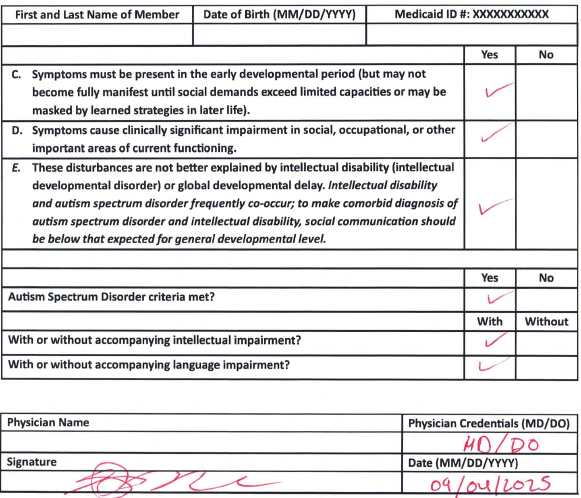 First and Last Name of Member Date of Birth (MM/DD/YYYY) Medicaid ID #: XXXXXXXXXXX
Yes No
C. Symptoms must be present in the early developmental period (but may not
become fully manifest until social demands exceed limited capacities or may be
masked by learned strategies in later life).
D. Symptoms cause clinically significant impairment in social, occupational, or other
important areas of current functioning.
E. These disturbances are not better explained by intellectual disability (intellectual
developmental disorder) or global developmental delay. Intellectual disability
and autism spectrum disorder frequently co-occur; to make comorbid diagnosis of
autism spectrum disorder and intellectual disability, social communication should
be below that expected for general developmental level.
Yes No
Autism Spectrum Disorder criteria met?
With Without
With or without accompanying intellectual impairment?
With or without accompanying language impairment?
Physician Name Physician Credentials (MD/DO)
MD/DO
Signature Date (MM/DD/YYYY)
09/04/2025